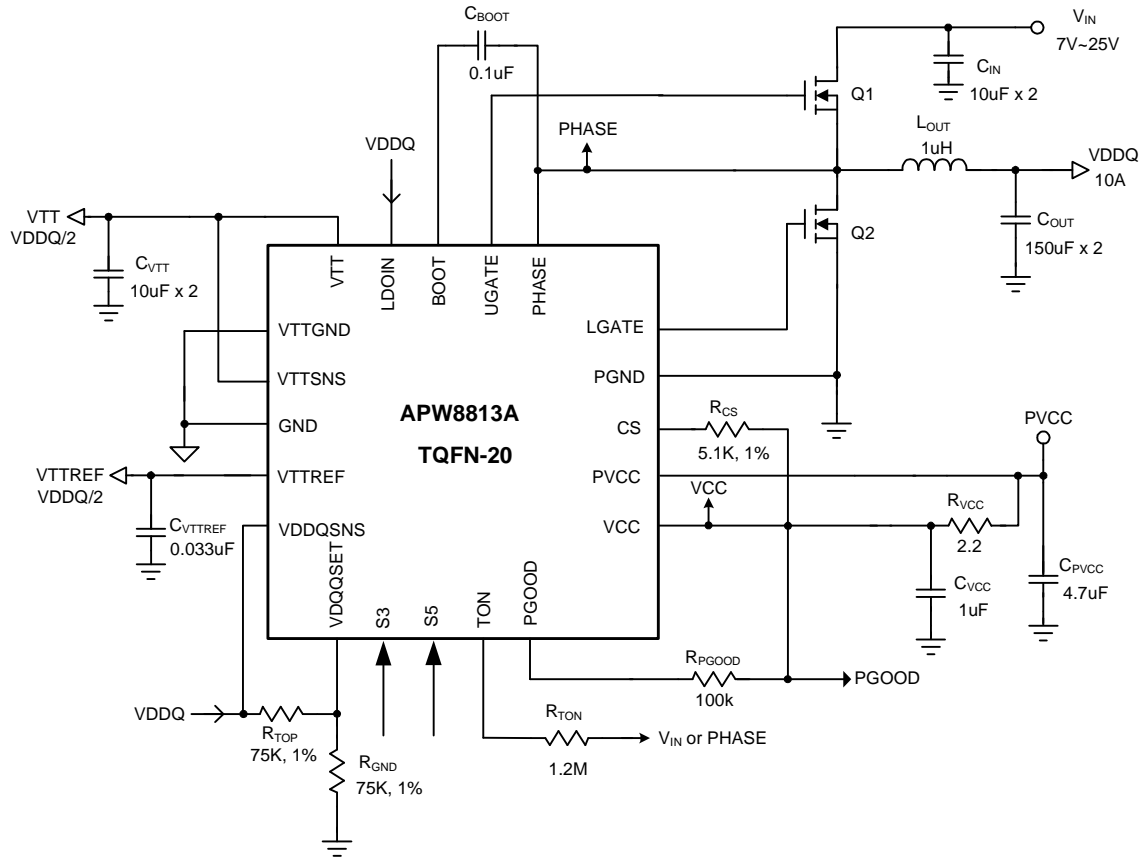 CBOOT
0.1uF
VIN
7V~25V
CIN
10uF x 2
Q1
PHASE
LOUT
1uH
VDDQ
VDDQ
10A
VTT
VDDQ/2
CVTT
10uF x 2
Q2
COUT
150uF x 2
VTT
LDOIN
BOOT
UGATE
PHASE
VTTGND
LGATE
VTTSNS
PGND
APW8813A
TQFN-20
GND
CS
RCS
5.1K, 1%
PVCC
VTTREF
VDDQ/2
VTTREF
PVCC
VCC
RVCC
2.2
CVTTREF
0.033uF
VDDQSNS
VCC
CVCC
1uF
CPVCC
4.7uF
VDQQSET
S3
S5
TON
PGOOD
RPGOOD
100k
PGOOD
VDDQ
RTOP
75K, 1%
RGND
75K, 1%
RTON
1.2M
VIN or PHASE